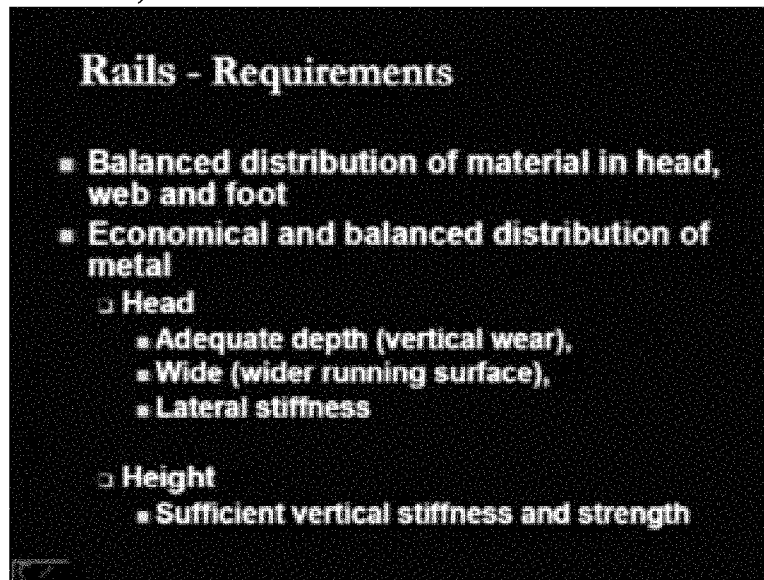 Rails - Requirements
Balanced distribution of material in head,
web and foot
Economical and balanced distribution of
metal
Head
Adequate depth (vertical wear),
Wide (wider running surface),
Lateral stiffness
Height
Sufficient vertical stiffness and strength